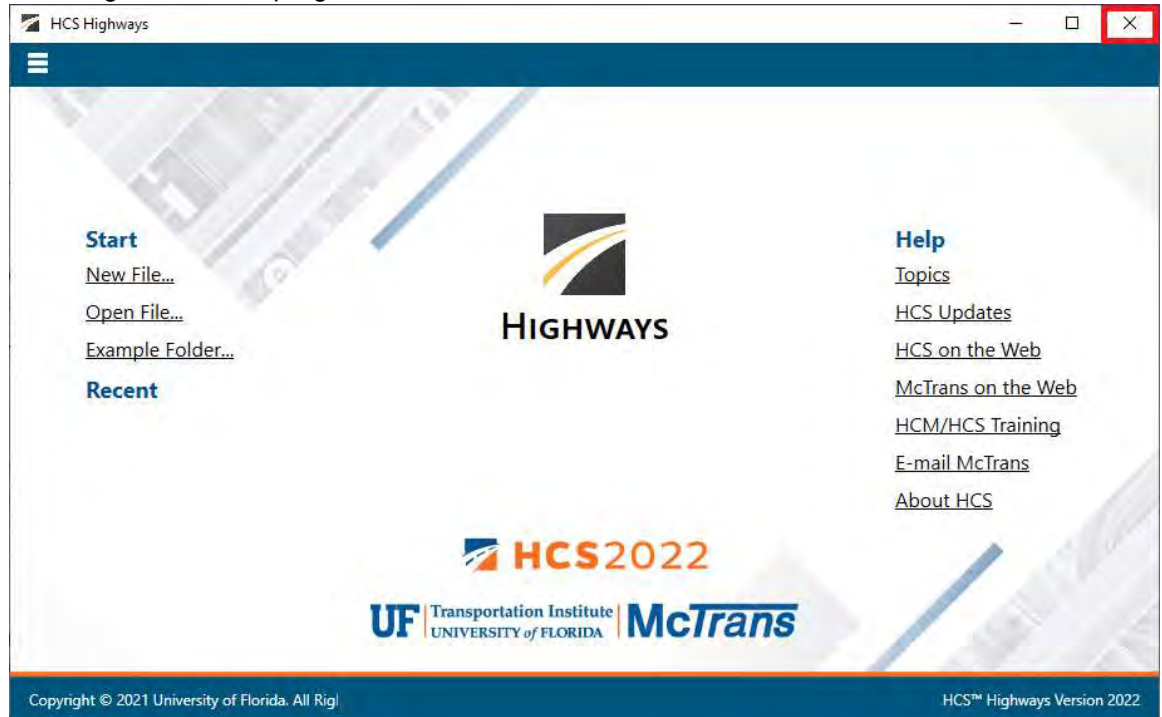 HCS Highways
Start
New File...
Open File...
Example Folder...
Recent
HIGHWAYS
Help
Topics
HCS Updates
HCS on the Web
McTrans on the Web
HCM/HCS Training
E-mail McTrans
About HCS
HCS2022
UF Transportation Institute
UNIVERSITY of FLORIDA
McTrans
Copyright © 2021 University of Florida. All Rigl
HCS™ Highways Version 2022